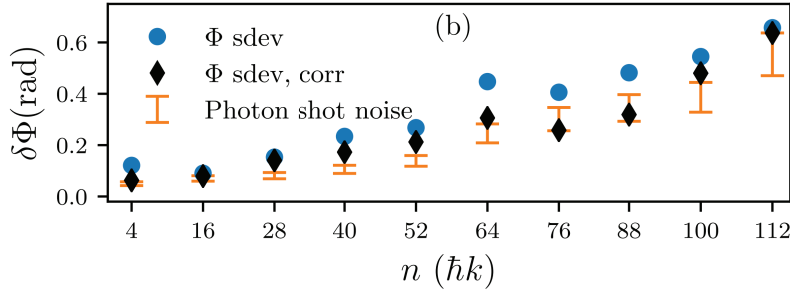 (b)
Φ sdev
Φ sdev, corr
Photon shot noise
δΦ(rad)
0.6
0.4
0.2
0.0
4 16 28 40 52 64 76 88 100 112
n (ℏk)